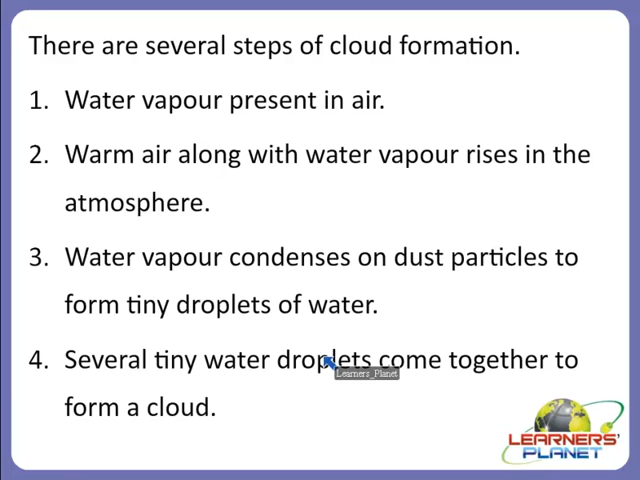 There are several steps of cloud formation.
1. Water vapour present in air.
2. Warm air along with water vapour rises in the
atmosphere.
3. Water vapour condenses on dust particles to
form tiny droplets of water.
4. Several tiny water droplets come together to
Learners_Planet
form a cloud.
LEARNERS'
PLANET